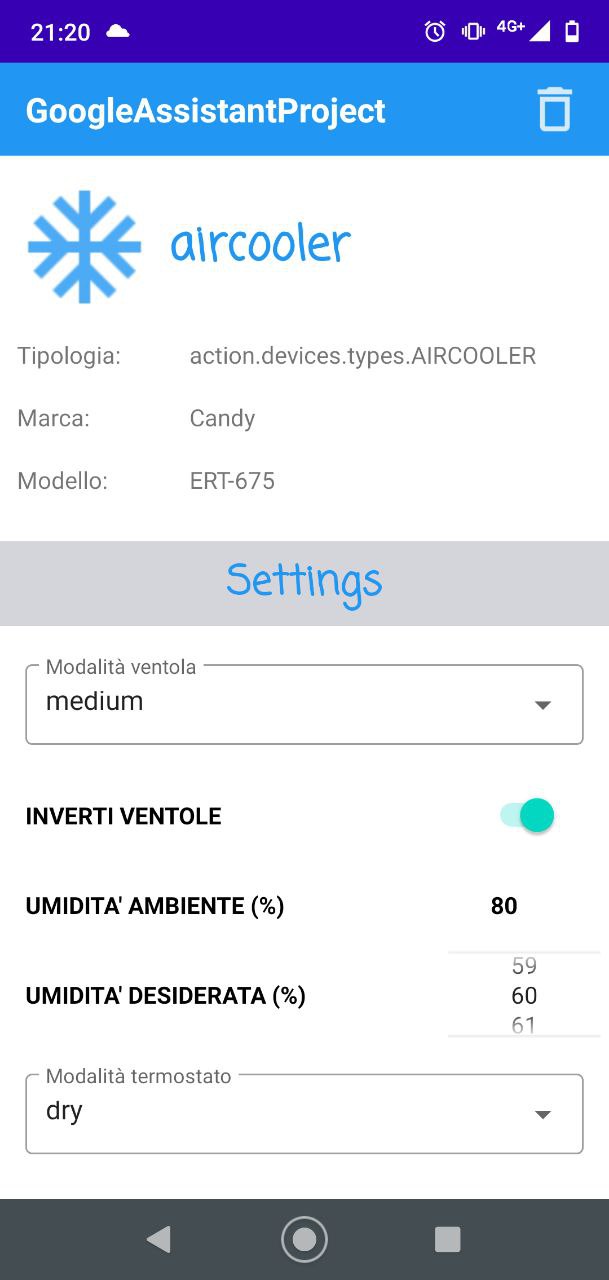 21:20 4G+
GoogleAssistantProject
aircooler
Tipologia: action.devices.types.AIRCOOLER
Marca: Candy
Modello: ERT-675
Settings
Modalità ventola
medium
INVERTI VENTOLE
UMIDITA' AMBIENTE (%) 80
59
UMIDITA' DESIDERATA (%) 60
61
Modalità termostato
dry